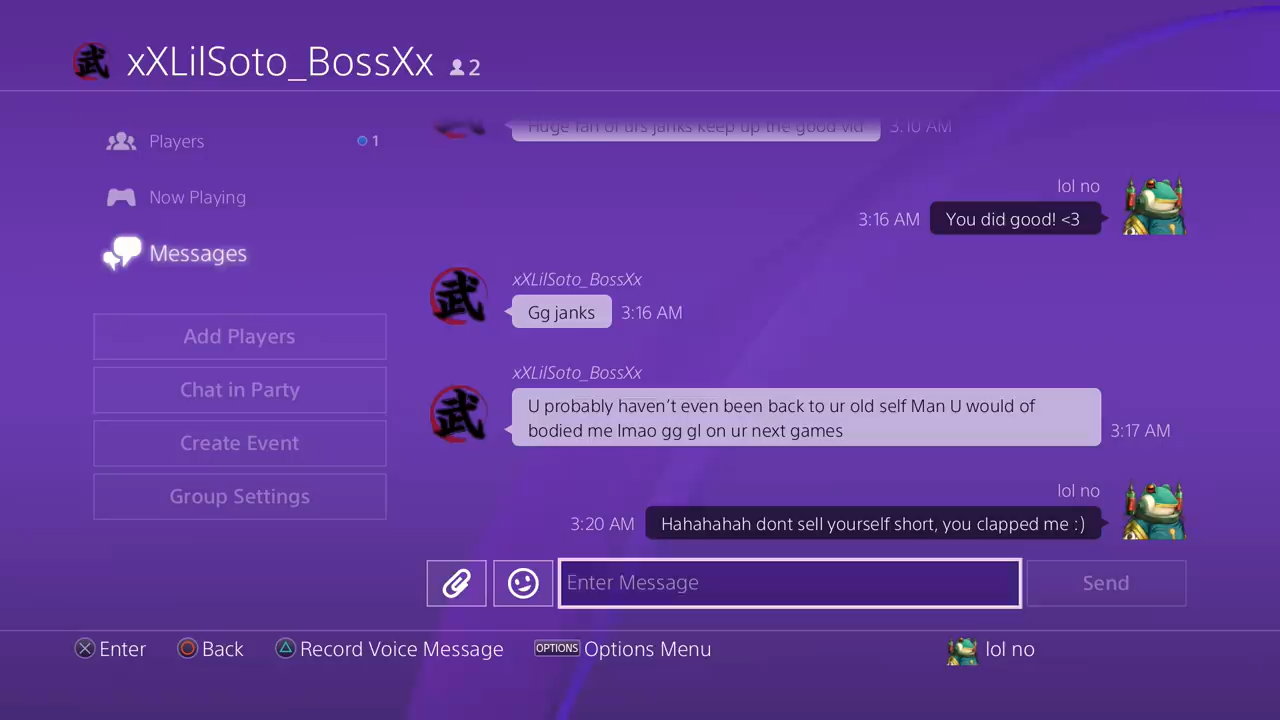 xXLilSoto_BossXx 2
Players 1
Now Playing
Messages
Add Players
Chat in Party
Create Event
Group Settings
Huge fan of urs janks keep up the good vid 3:10 AM
lol no
3:16 AM You did good! <3
xXLilSoto_BossXx
Gg janks 3:16 AM
xXLilSoto_BossXx
U probably haven't even been back to ur old self Man U would of
bodied me lmao gg gl on ur next games
3:17 AM
lol no
3:20 AM Hahahahah dont sell yourself short, you clapped me :)
Enter Message
Send
Enter Back Record Voice Message OPTIONS Options Menu lol no
武
武
武